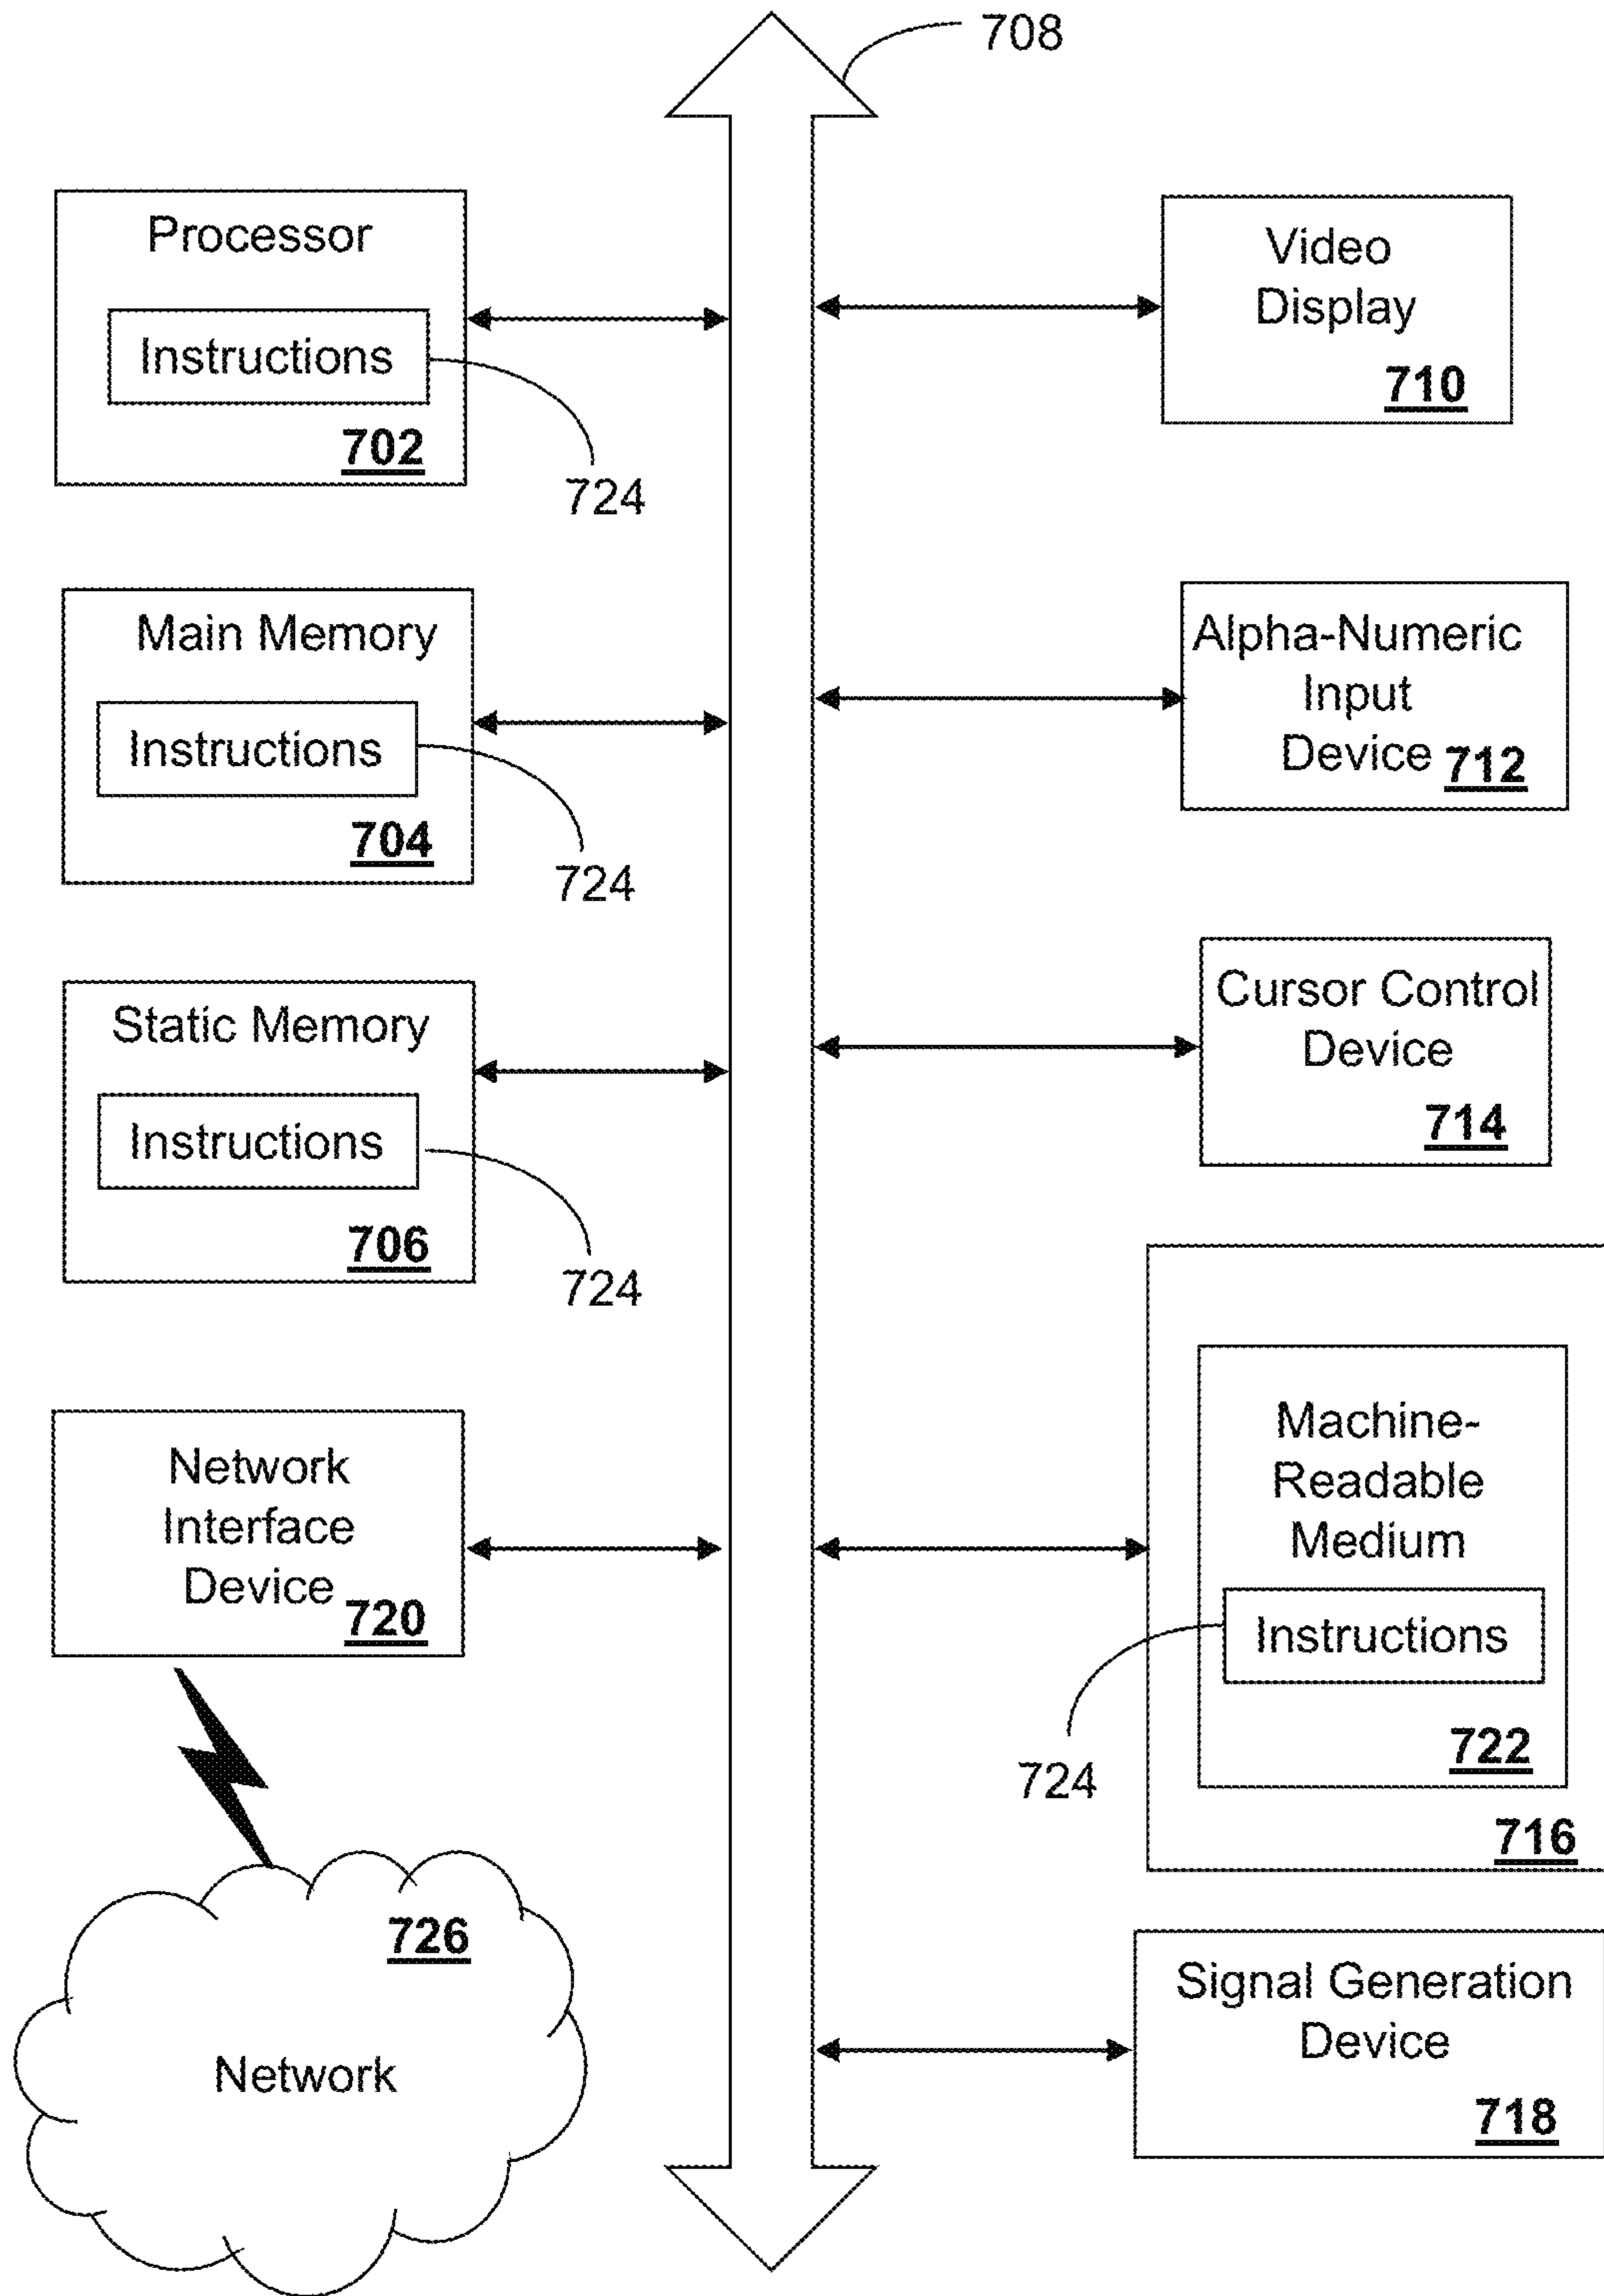 708
Processor
Instructions
702
724
Main Memory
Instructions
704
724
Static Memory
Instructions
706
724
Network
Interface
Device
720
726
Network
Video
Display
710
Alpha-Numeric
Input
Device 712
Cursor Control
Device
714
Machine-
Readable
Medium
Instructions
722
724
716
Signal Generation
Device
718